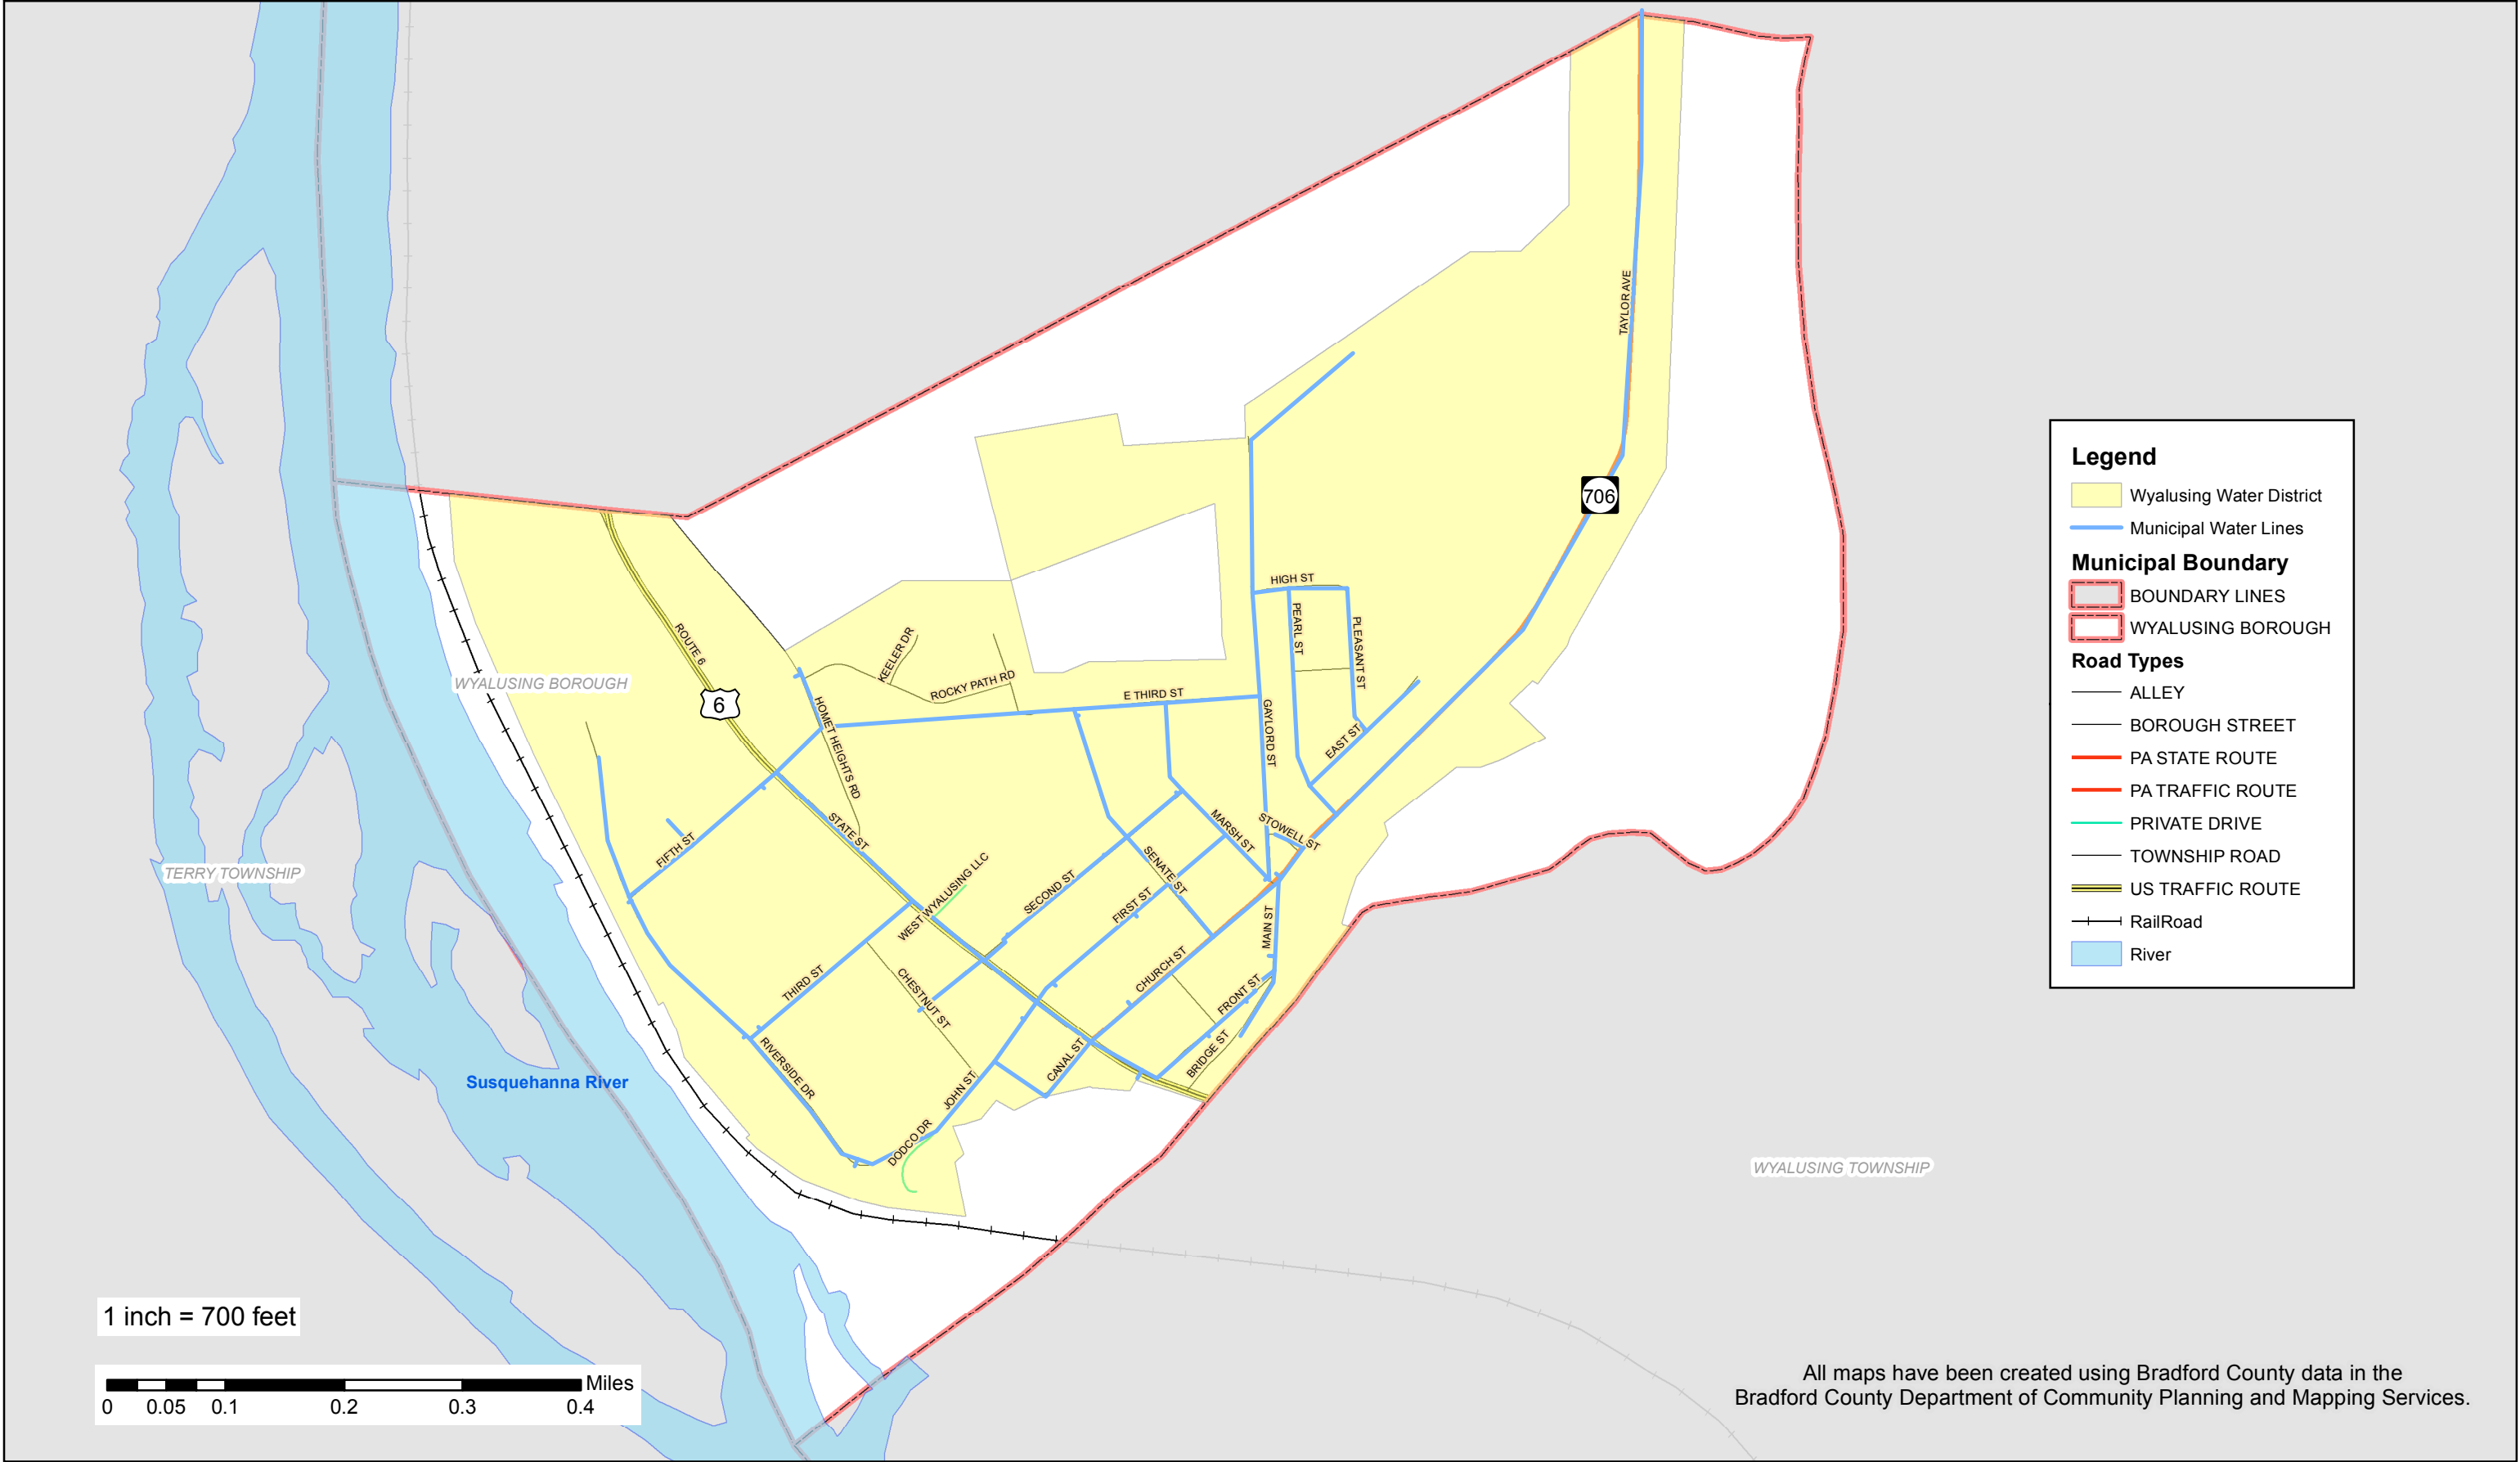 TAYLOR AVE
706
HIGH ST
PEARL ST
PLEASANT ST
ROUTE 6
KEELER DR
ROCKY PATH RD
WYALUSING BOROUGH
6
E THIRD ST
HOMET HEIGHTS RD
GAYLORD ST
EAST ST
STATE ST
MARSH ST
STOWELL ST
FIFTH ST
TERRY TOWNSHIP
WEST WYALUSING LLC
SECOND ST
SENATE ST
FIRST ST
MAIN ST
THIRD ST
CHESTNUT ST
CHURCH ST
FRONT ST
RIVERSIDE DR
JOHN ST
CANAL ST
BRIDGE ST
Susquehanna River
DODCO DR
WYALUSING TOWNSHIP
Legend
Wyalusing Water District
Municipal Water Lines
Municipal Boundary
BOUNDARY LINES
WYALUSING BOROUGH
Road Types
ALLEY
BOROUGH STREET
PA STATE ROUTE
PA TRAFFIC ROUTE
PRIVATE DRIVE
TOWNSHIP ROAD
US TRAFFIC ROUTE
RailRoad
River
1 inch = 700 feet
Miles
0 0.05 0.1 0.2 0.3 0.4
All maps have been created using Bradford County data in the
Bradford County Department of Community Planning and Mapping Services.